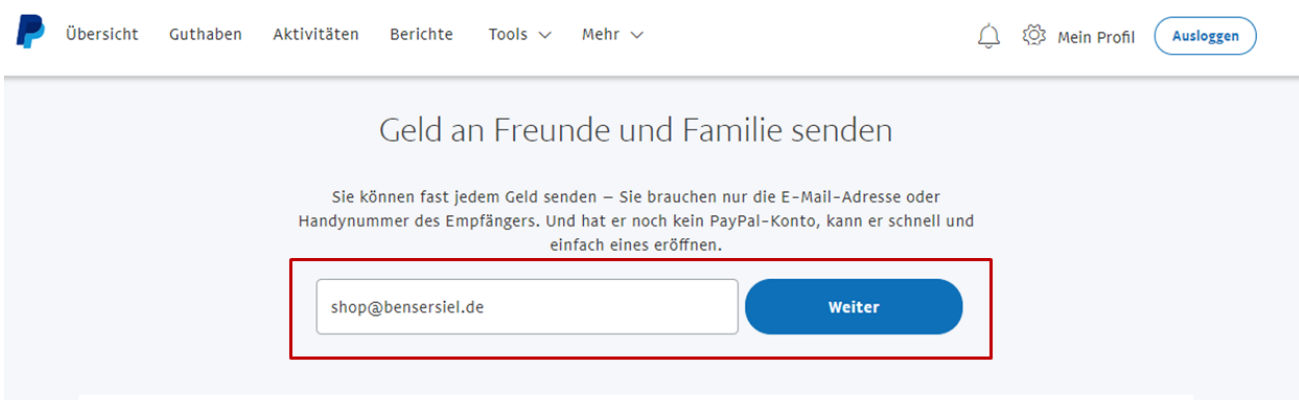 Übersicht Guthaben Aktivitäten Berichte Tools Mehr Mein Profil Ausloggen
Geld an Freunde und Familie senden
Sie können fast jedem Geld senden – Sie brauchen nur die E-Mail-Adresse oder
Handynummer des Empfängers. Und hat er noch kein PayPal-Konto, kann er schnell und
einfach eines eröffnen.
shop@bensersiel.de Weiter